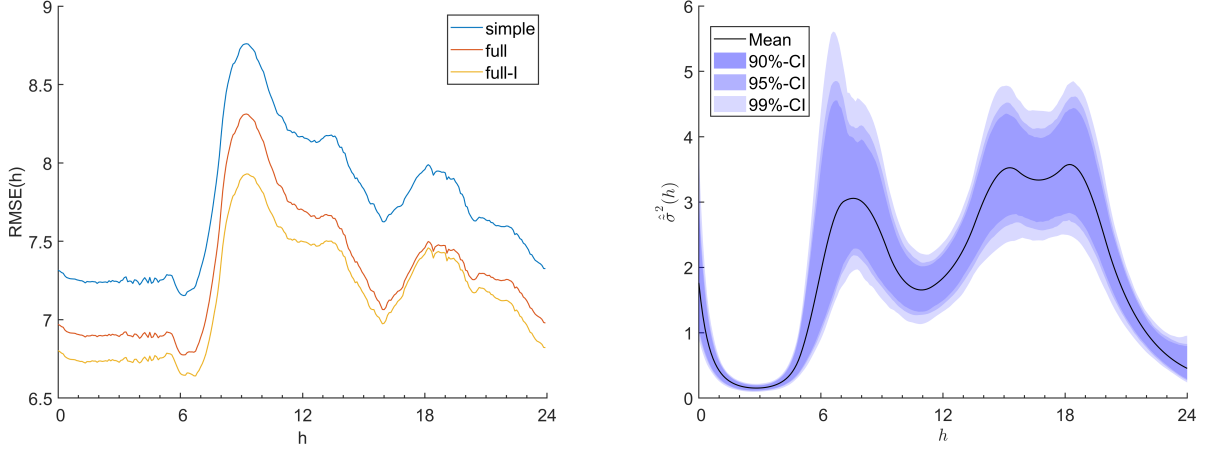 9
8.5
8
7.5
7
6.5
RMSE(h)
0 6 12 18 24
h
simple
full
full-I
6
5
4
3
2
1
0
σ̂̄²(h)
0 6 12 18 24
h
Mean
90%-CI
95%-CI
99%-CI